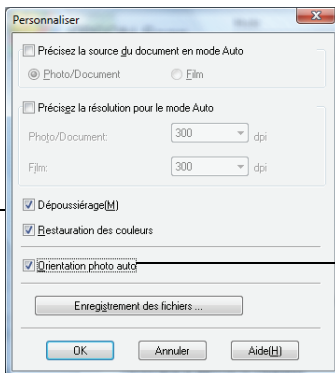 Personnaliser
Précisez la source du document en mode Auto
Photo/Document Film
Précisez la résolution pour le mode Auto
Photo/Document: 300 dpi
Film: 300 dpi
Dépoussiérage(M)
Restauration des couleurs
Orientation photo auto
Enregistrement des fichiers ...
OK Annuler Aide(H)